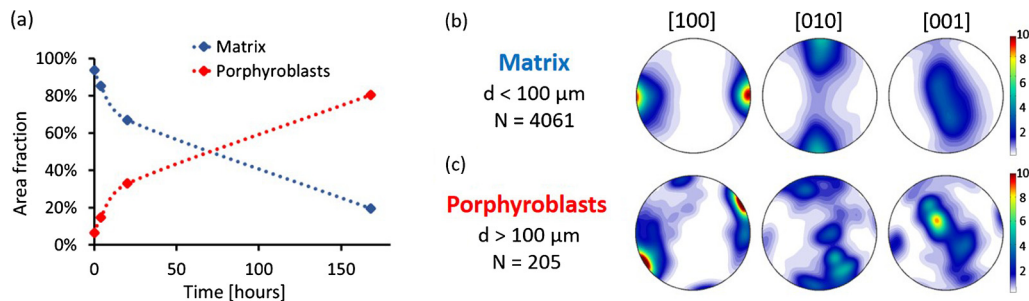 (a)
Matrix
Porphyroblasts
100%
80%
60%
40%
20%
0%
Area fraction
0
50
100
150
Time [hours]
(b)
[100]
[010]
[001]
Matrix
d < 100 μm
N = 4061
10
8
6
4
2
(c)
Porphyroblasts
d > 100 μm
N = 205
10
8
6
4
2